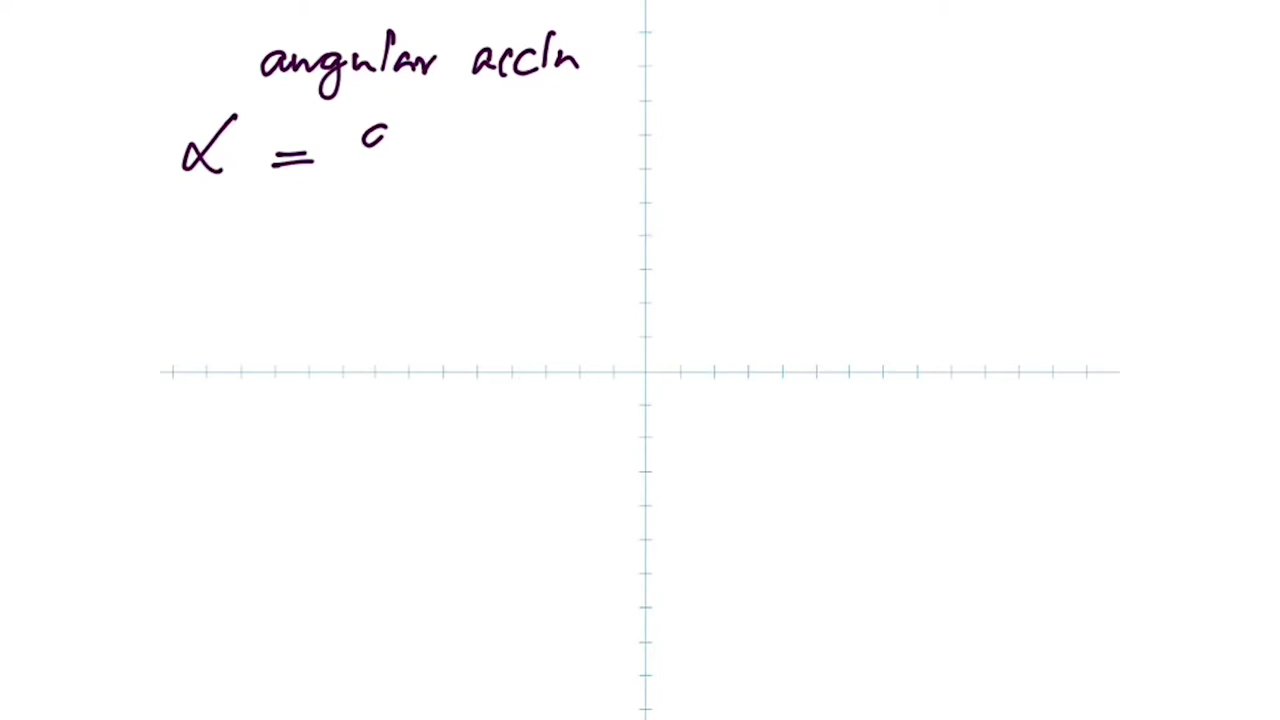 angular accln
α =